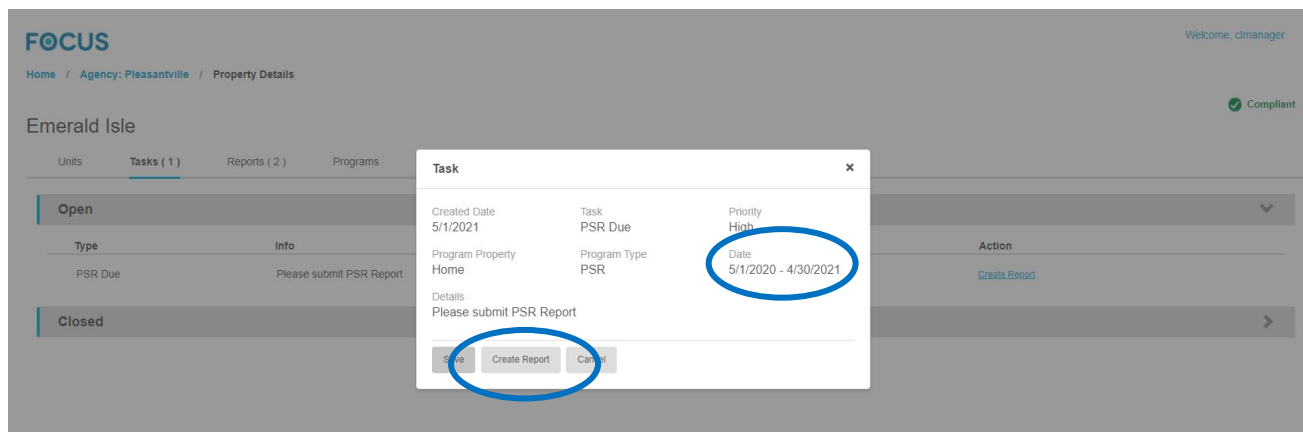 FOCUS
Welcome, clmanager
Home / Agency: Pleasantville / Property Details
Compliant
Emerald Isle
Units Tasks ( 1 ) Reports ( 2 ) Programs
Task ×
Open
Created Date Task Priority
5/1/2021 PSR Due High
Type Info Action
Program Property Program Type Date
Home PSR 5/1/2020 - 4/30/2021
PSR Due Please submit PSR Report Create Report
Details
Please submit PSR Report
Closed
Save Create Report Cancel